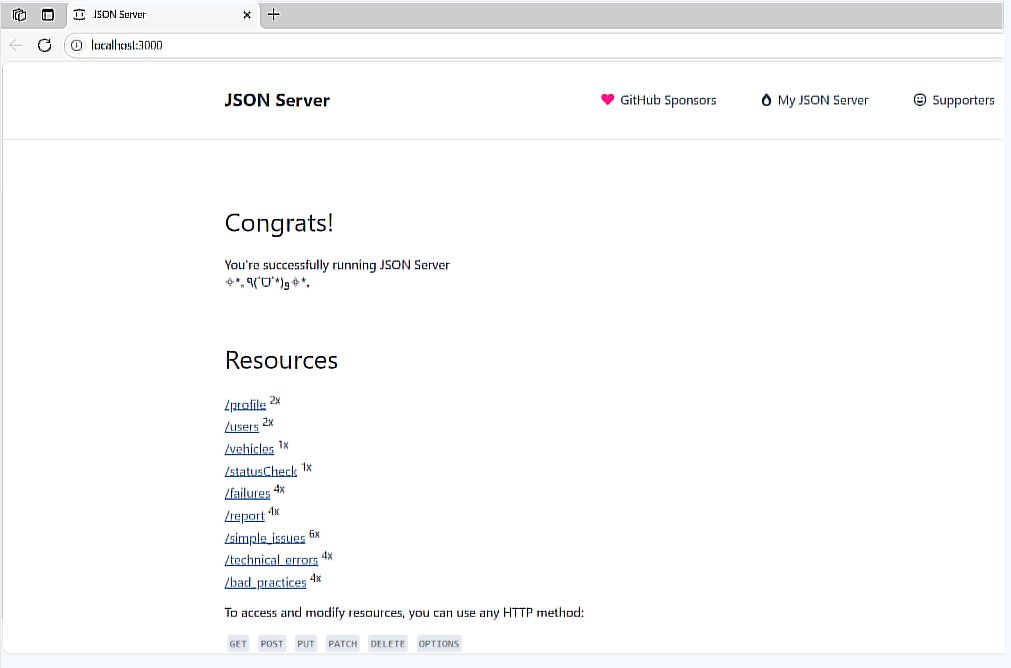 JSON Server
localhost:3000
JSON Server GitHub Sponsors My JSON Server Supporters
Congrats!
You're successfully running JSON Server
✧*｡٩(ˊᗜˋ*)و✧*｡
Resources
/profile 2x
/users 2x
/vehicles 1x
/statusCheck 1x
/failures 4x
/report 4x
/simple_issues 6x
/technical_errors 4x
/bad_practices 4x
To access and modify resources, you can use any HTTP method:
GET POST PUT PATCH DELETE OPTIONS